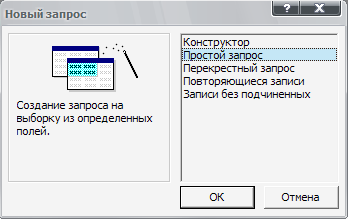 Новый запрос
Создание запроса на
выборку из определенных
полей.
Конструктор
Простой запрос
Перекрестный запрос
Повторяющиеся записи
Записи без подчиненных
ОК
Отмена